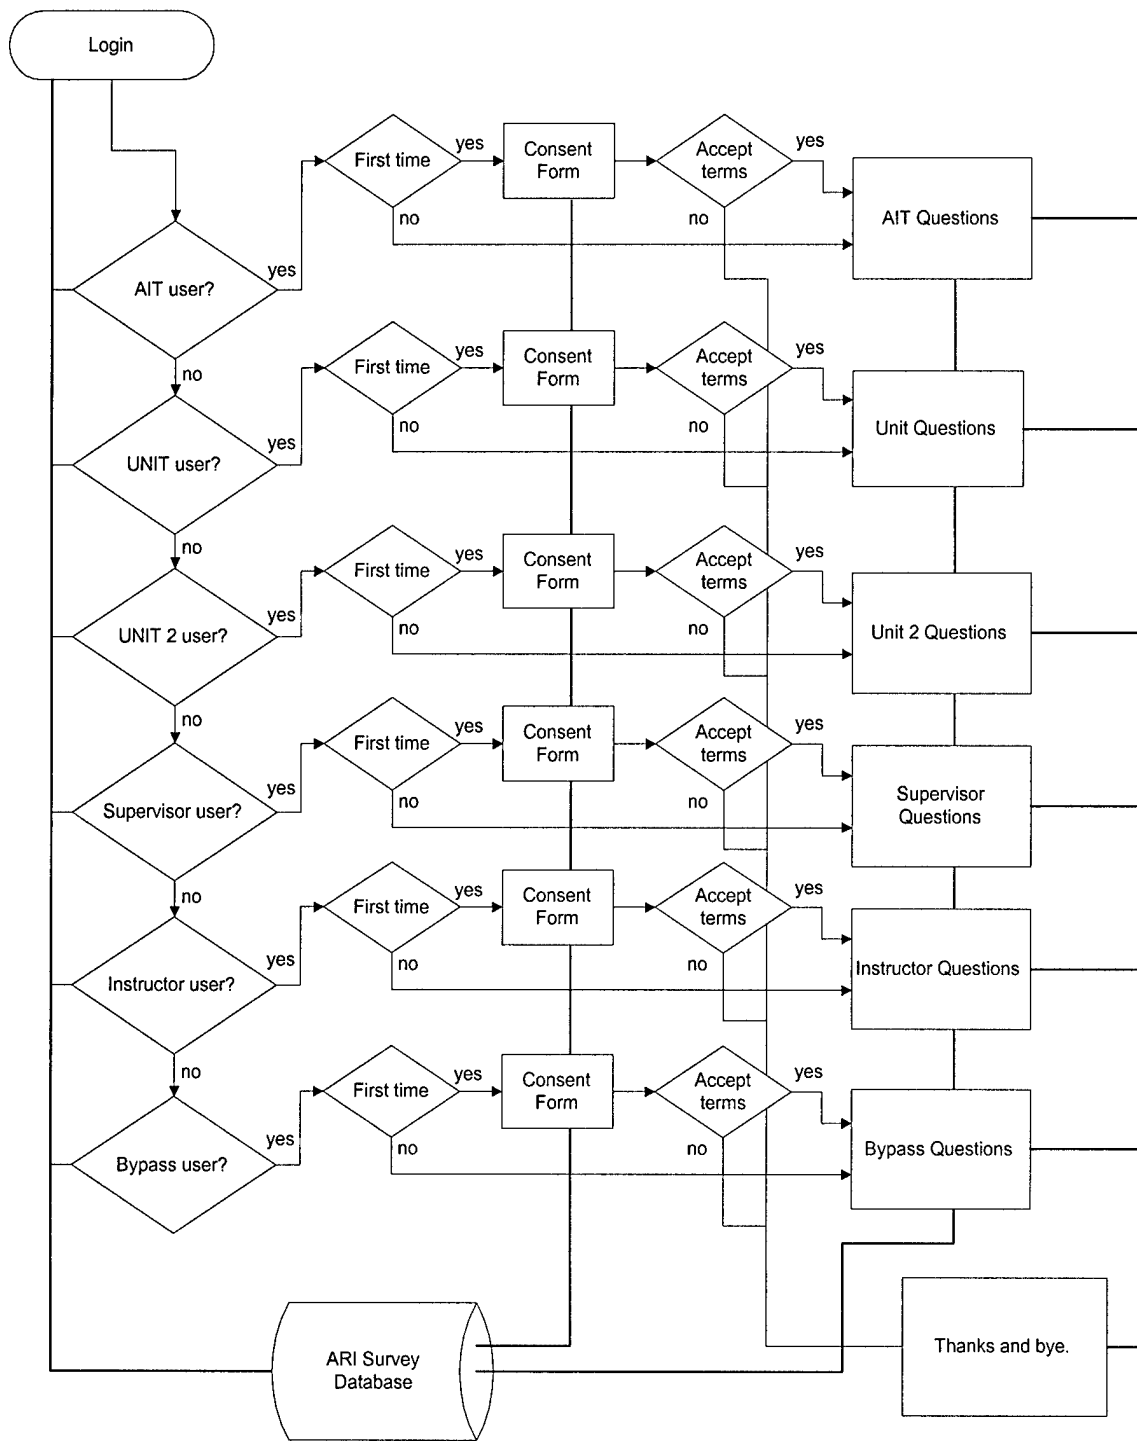 Login
yes
First time
yes
Consent
Form
Accept
terms
yes
no
no
AIT Questions
AIT user?
yes
no
First time
yes
Consent
Form
Accept
terms
yes
no
no
Unit Questions
UNIT user?
yes
no
First time
yes
Consent
Form
Accept
terms
yes
no
no
Unit 2 Questions
UNIT 2 user?
yes
no
First time
yes
Consent
Form
Accept
terms
yes
no
no
Supervisor
Questions
Supervisor user?
yes
no
First time
yes
Consent
Form
Accept
terms
yes
no
no
Instructor Questions
Instructor user?
yes
no
First time
yes
Consent
Form
Accept
terms
yes
no
no
Bypass Questions
Bypass user?
ARI Survey
Database
Thanks and bye.